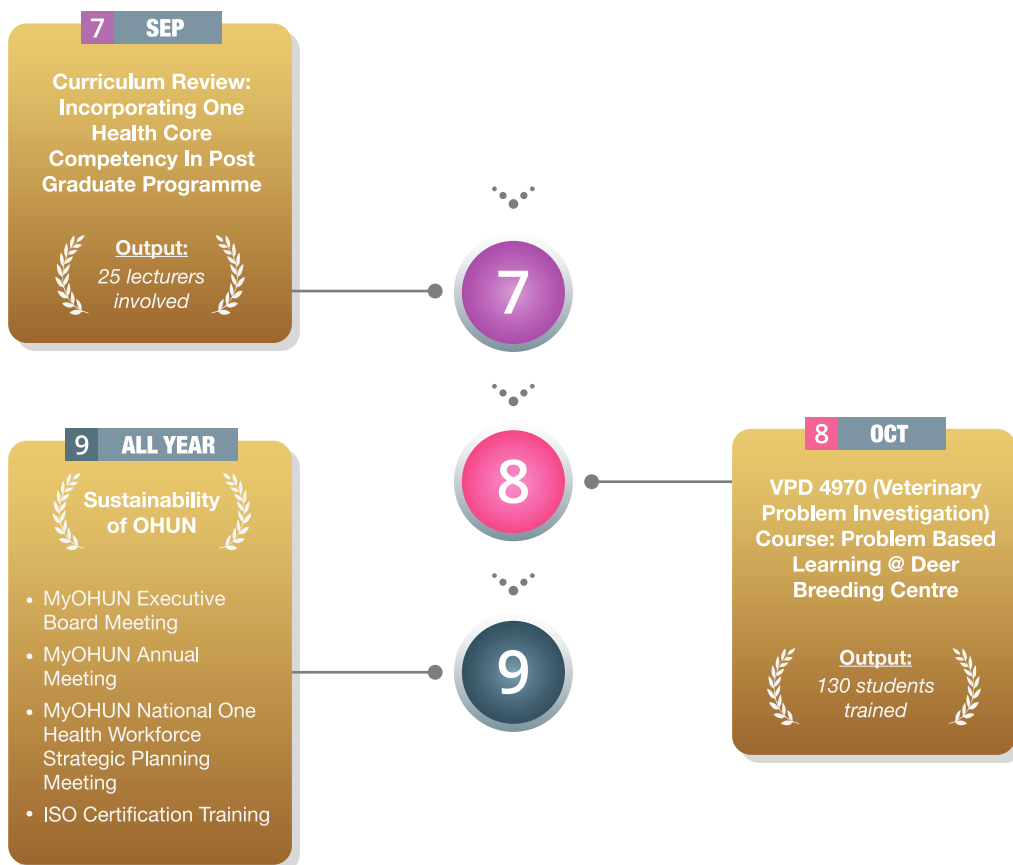 7 SEP
Curriculum Review:
Incorporating One
Health Core
Competency In Post
Graduate Programme
Output:
25 lecturers
involved
7
8
8 OCT
VPD 4970 (Veterinary
Problem Investigation)
Course: Problem Based
Learning @ Deer
Breeding Centre
Output:
130 students
trained
9 ALL YEAR
Sustainability
of OHUN
• MyOHUN Executive
Board Meeting
• MyOHUN Annual
Meeting
• MyOHUN National One
Health Workforce
Strategic Planning
Meeting
• ISO Certification Training
9